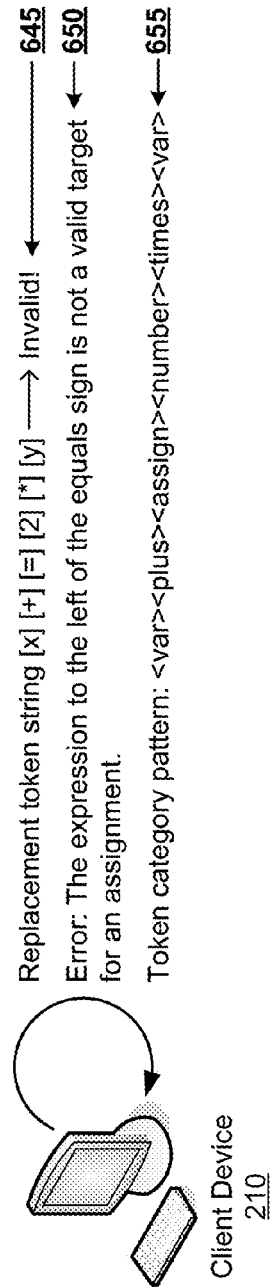 Replacement token string [x] [+] [=] [2] [*] [y] ⟶ Invalid! 645
Error: The expression to the left of the equals sign is not a valid target 650
for an assignment.
Token category pattern: <var><plus><assign><number><times><var> 655
Client Device
210